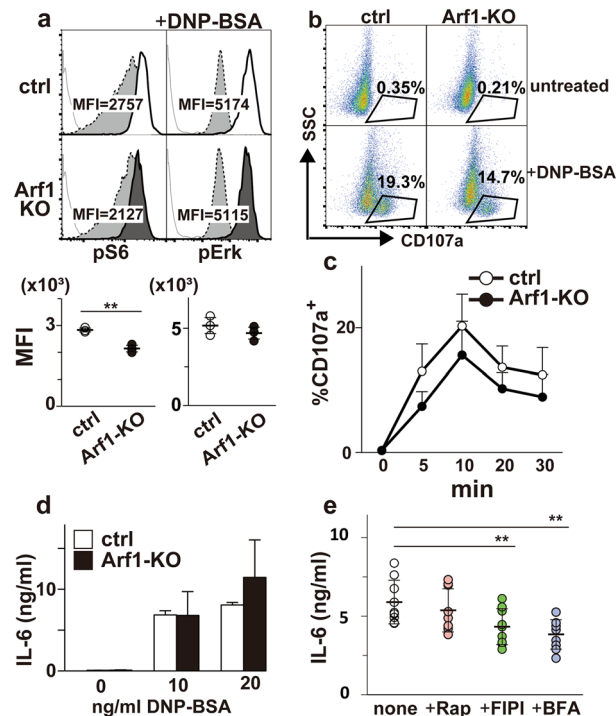 a
+DNP-BSA
ctrl
MFI=2757
MFI=5174
Arf1
KO
MFI=2127
MFI=5115
pS6
pErk
(x10³)
(x10³)
**
3
0
5
0
MFI
ctrl
Arf1-KO
ctrl
Arf1-KO
b
ctrl
Arf1-KO
0.35%
0.21%
untreated
SSC
19.3%
14.7%
+DNP-BSA
CD107a
c
ctrl
Arf1-KO
20
0
%CD107a⁺
0 5 10 20 30
min
d
ctrl
Arf1-KO
10
0
IL-6 (ng/ml)
0 10 20
ng/ml DNP-BSA
e
**
**
10
5
0
IL-6 (ng/ml)
none +Rap +FIPI +BFA